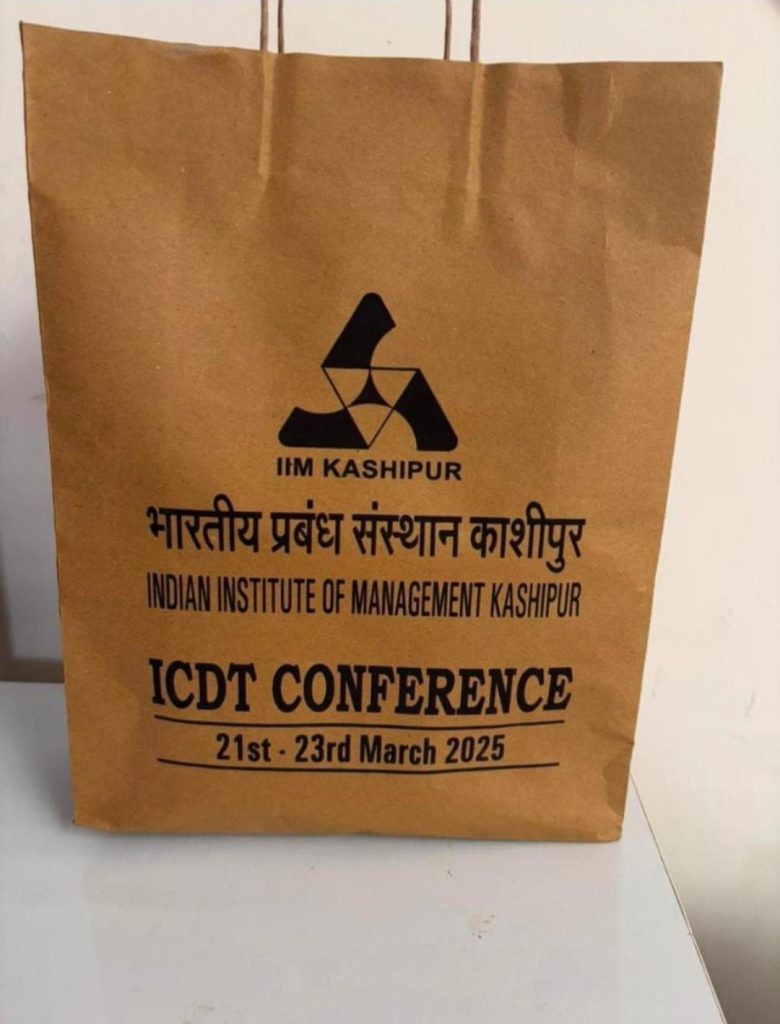 IIM KASHIPUR
भारतीय प्रबंध संस्थान काशीपुर
INDIAN INSTITUTE OF MANAGEMENT KASHIPUR
ICDT CONFERENCE
21st - 23rd March 2025